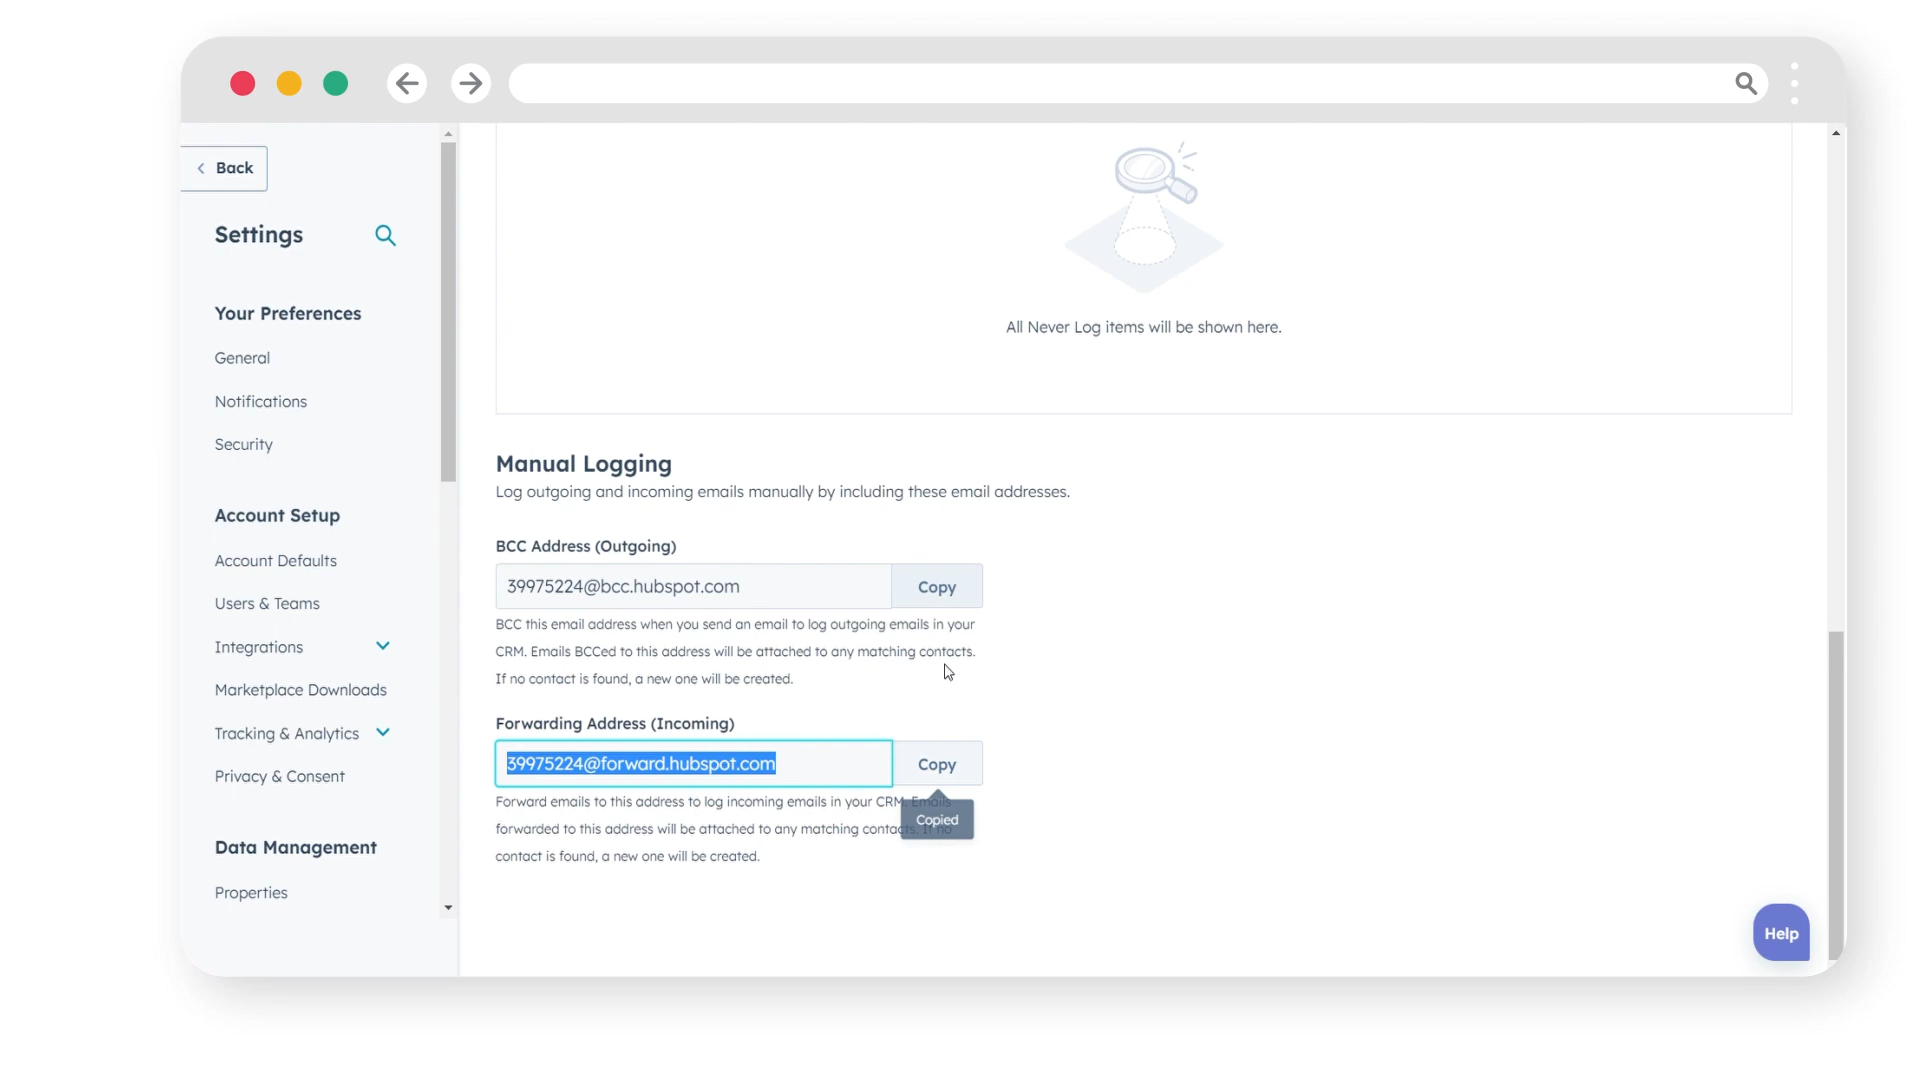 Back
Settings
Your Preferences
General
Notifications
Security
Account Setup
Account Defaults
Users & Teams
Integrations
Marketplace Downloads
Tracking & Analytics
Privacy & Consent
Data Management
Properties
All Never Log items will be shown here.
Manual Logging
Log outgoing and incoming emails manually by including these email addresses.
BCC Address (Outgoing)
39975224@bcc.hubspot.com
Copy
BCC this email address when you send an email to log outgoing emails in your
CRM. Emails BCCed to this address will be attached to any matching contacts.
If no contact is found, a new one will be created.
Forwarding Address (Incoming)
39975224@forward.hubspot.com
Copy
Forward emails to this address to log incoming emails in your CRM. Emails
forwarded to this address will be attached to any matching contacts. If no
contact is found, a new one will be created.
Copied
Help